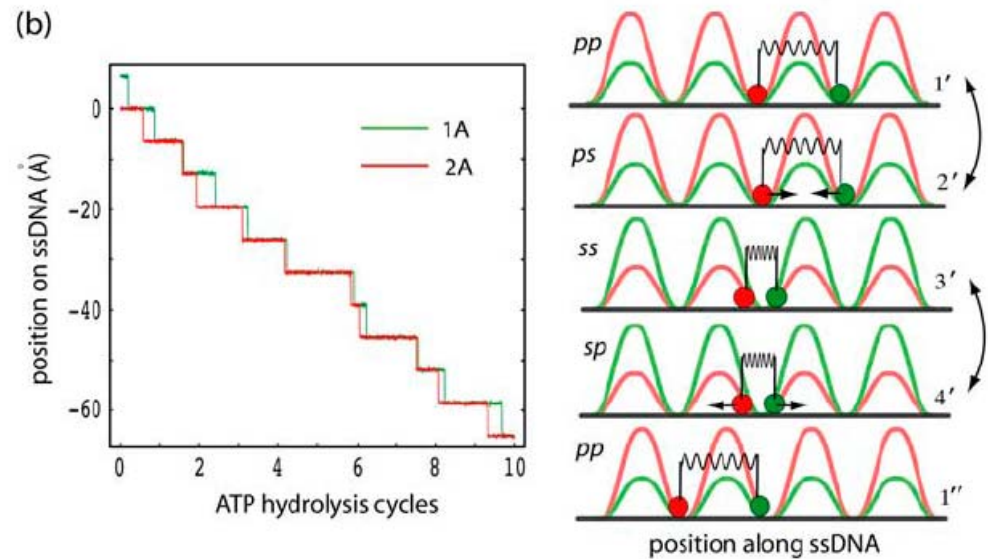 (b)
position on ssDNA (Å)
0
−20
−40
−60
1A
2A
0 2 4 6 8 10
ATP hydrolysis cycles
pp
1′
ps
2′
ss
3′
sp
4′
pp
1″
position along ssDNA